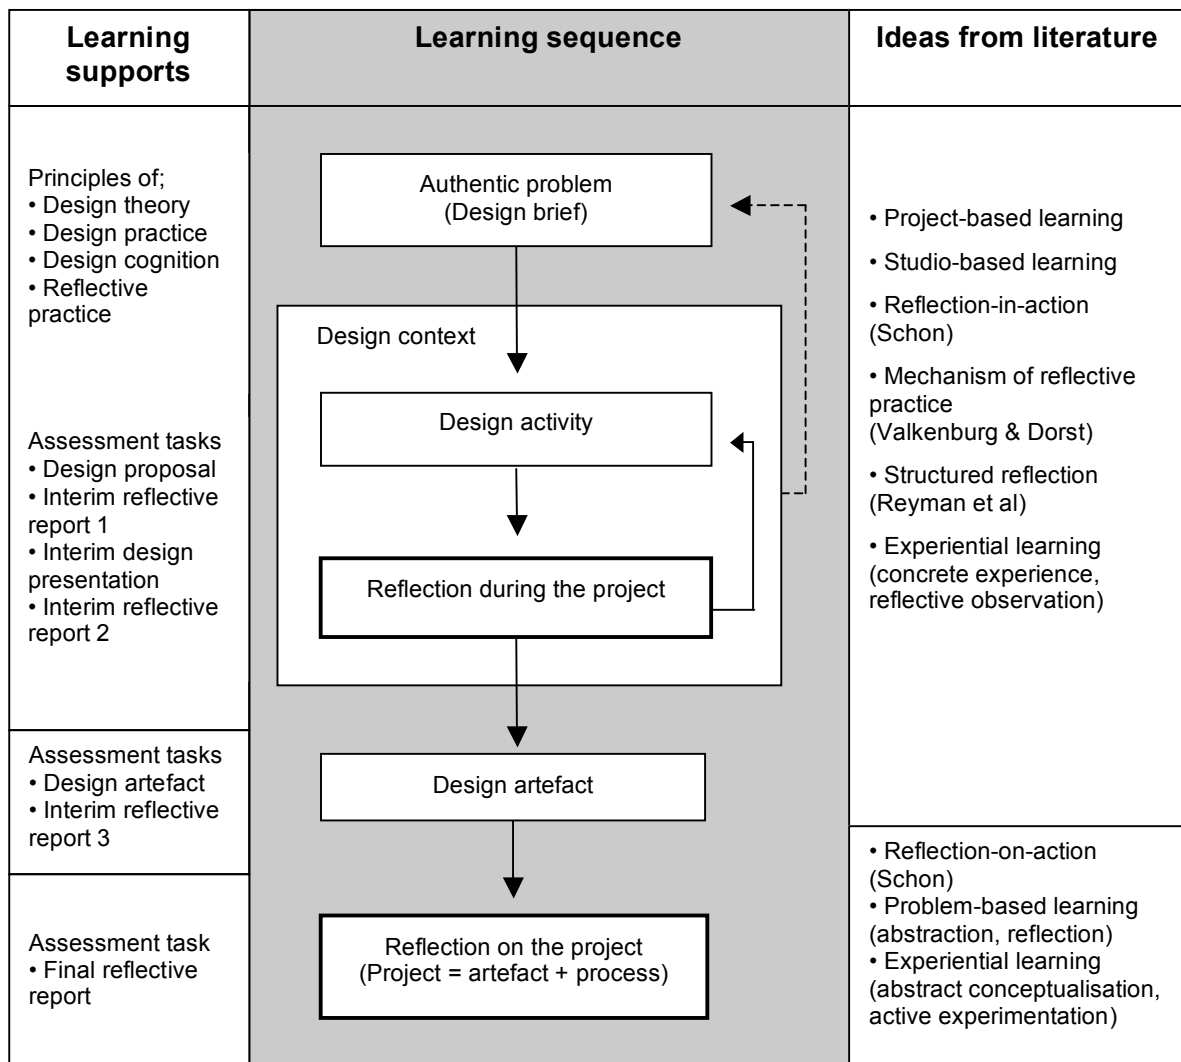 Learning
supports
Learning sequence
Ideas from literature
Principles of;
• Design theory
• Design practice
• Design cognition
• Reflective
practice
Assessment tasks
• Design proposal
• Interim reflective
report 1
• Interim design
presentation
• Interim reflective
report 2
Assessment tasks
• Design artefact
• Interim reflective
report 3
Assessment task
• Final reflective
report
Authentic problem
(Design brief)
Design context
Design activity
Reflection during the project
Design artefact
Reflection on the project
(Project = artefact + process)
• Project-based learning
• Studio-based learning
• Reflection-in-action
(Schon)
• Mechanism of reflective
practice
(Valkenburg & Dorst)
• Structured reflection
(Reyman et al)
• Experiential learning
(concrete experience,
reflective observation)
• Reflection-on-action
(Schon)
• Problem-based learning
(abstraction, reflection)
• Experiential learning
(abstract conceptualisation,
active experimentation)